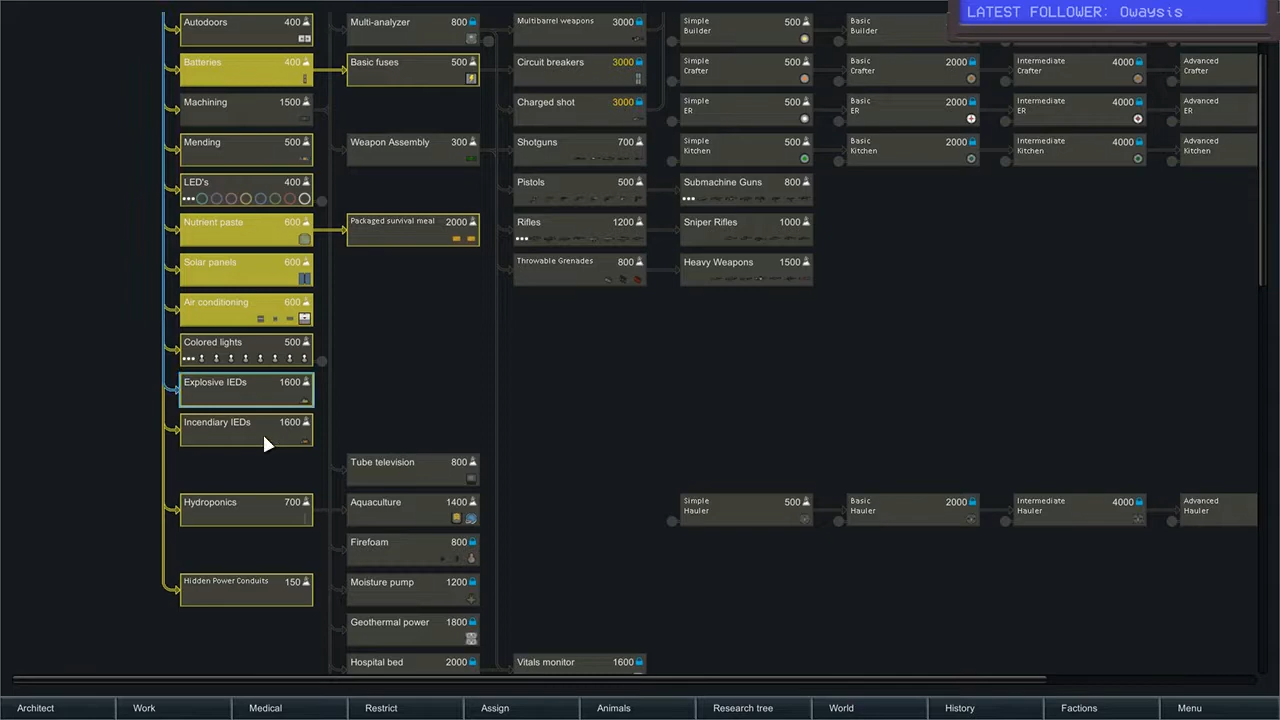 LATEST FOLLOWER: Owaysis
Autodoors 400
Multi-analyzer 800
Multibarrel weapons 3000
Simple Builder 500
Basic Builder
Intermediate Builder
Advanced Builder
Batteries 400
Basic fuses 500
Circuit breakers 3000
Simple Crafter 500
Basic Crafter 2000
Intermediate Crafter 4000
Advanced Crafter
Machining 1500
Charged shot 3000
Simple ER 500
Basic ER 2000
Intermediate ER 4000
Advanced ER
Mending 500
Weapon Assembly 300
Shotguns 700
Simple Kitchen 500
Basic Kitchen 2000
Intermediate Kitchen 4000
Advanced Kitchen
LED's 400
Pistols 500
Submachine Guns 800
Nutrient paste 600
Packaged survival meal 2000
Rifles 1200
Sniper Rifles 1000
Solar panels 600
Throwable Grenades 800
Heavy Weapons 1500
Air conditioning 600
Colored lights 500
Explosive IEDs 1600
Incendiary IEDs 1600
Tube television 800
Hydroponics 700
Aquaculture 1400
Simple Hauler 500
Basic Hauler 2000
Intermediate Hauler 4000
Advanced Hauler
Firefoam 800
Hidden Power Conduits 150
Moisture pump 1200
Geothermal power 1800
Hospital bed 2000
Vitals monitor 1600
Architect
Work
Medical
Restrict
Assign
Animals
Research tree
World
History
Factions
Menu